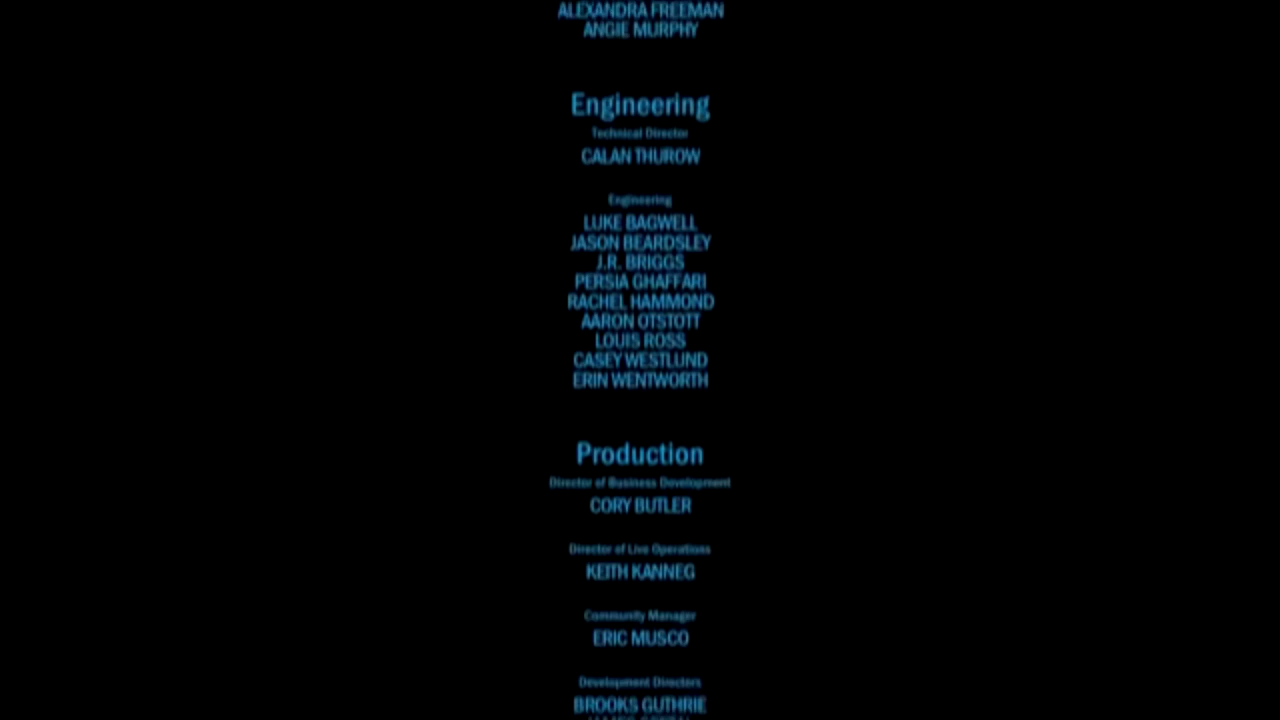 ALEXANDRA FREEMAN
ANGIE MURPHY
Engineering
Technical Director
CALAN THUROW
Engineering
LUKE BAGWELL
JASON BEARDSLEY
J.R. BRIGGS
PERSIA GHAFFARI
RACHEL HAMMOND
AARON OTSTOTT
LOUIS ROSS
CASEY WESTLUND
ERIN WENTWORTH
Production
Director of Business Development
CORY BUTLER
Director of Live Operations
KEITH KANNEG
Community Manager
ERIC MUSCO
Development Directors
BROOKS GUTHRIE